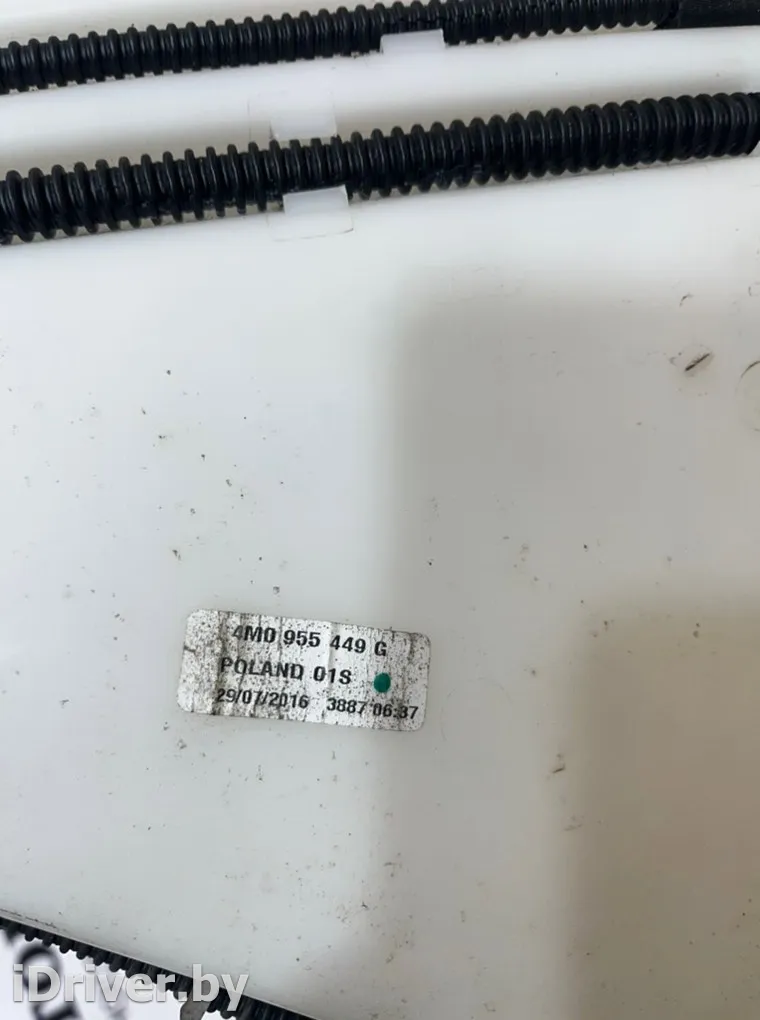 4M0 955 449 G
POLAND 01S
29/07/2016 3887 06:37
iDriver.by